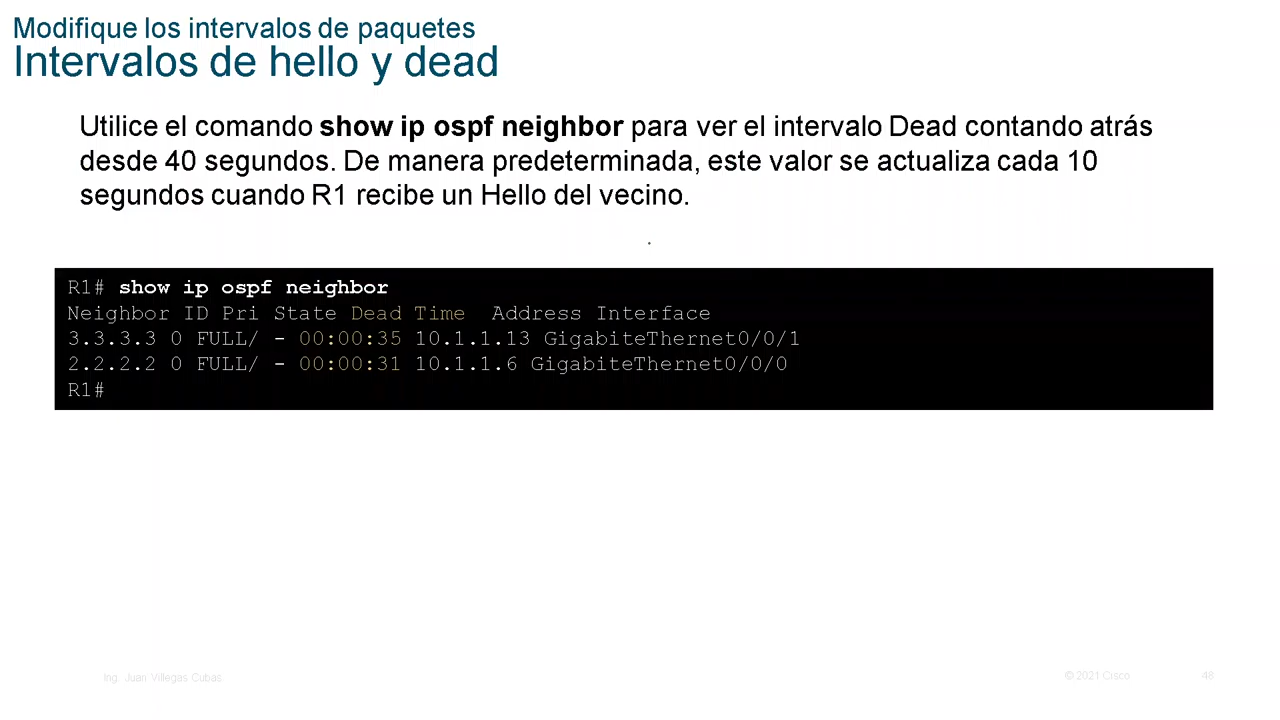 Modifique los intervalos de paquetes
Intervalos de hello y dead
Utilice el comando show ip ospf neighbor para ver el intervalo Dead contando atrás
desde 40 segundos. De manera predeterminada, este valor se actualiza cada 10
segundos cuando R1 recibe un Hello del vecino.
R1# show ip ospf neighbor
Neighbor ID Pri State Dead Time Address Interface
3.3.3.3 0 FULL/ - 00:00:35 10.1.1.13 GigabiteThernet0/0/1
2.2.2.2 0 FULL/ - 00:00:31 10.1.1.6 GigabiteThernet0/0/0
R1#
Ing. Juan Villegas Cubas
© 2021 Cisco
48